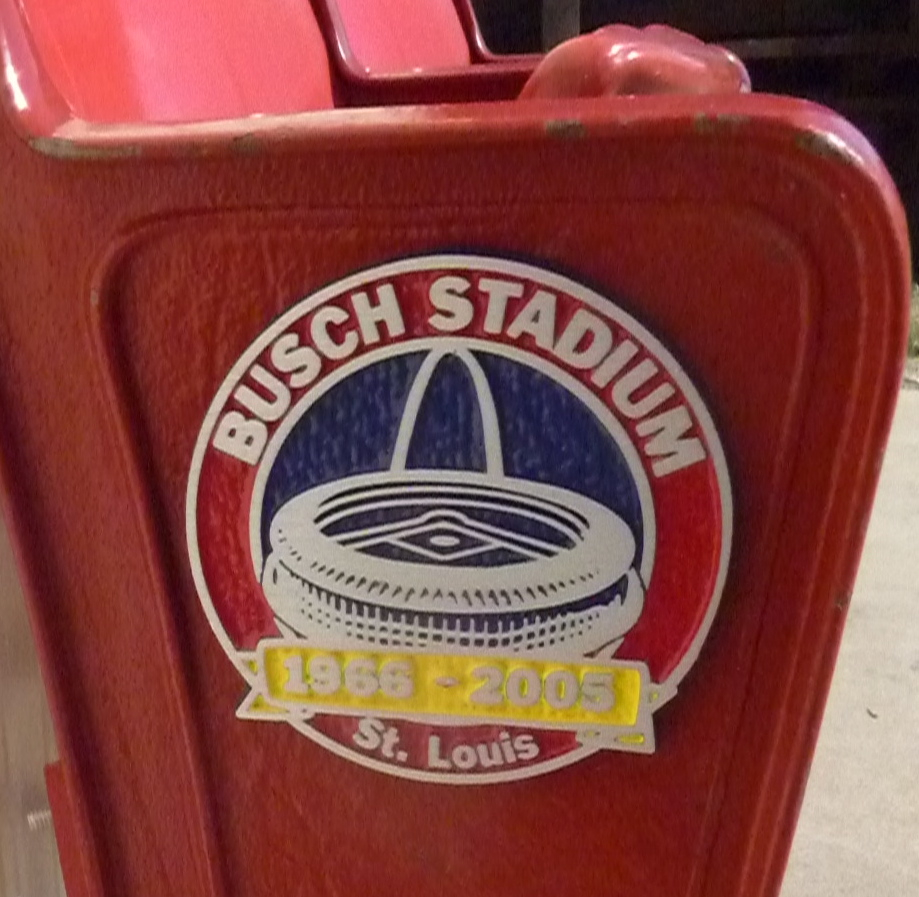 BUSCH STADIUM
1966 - 2005
St. Louis